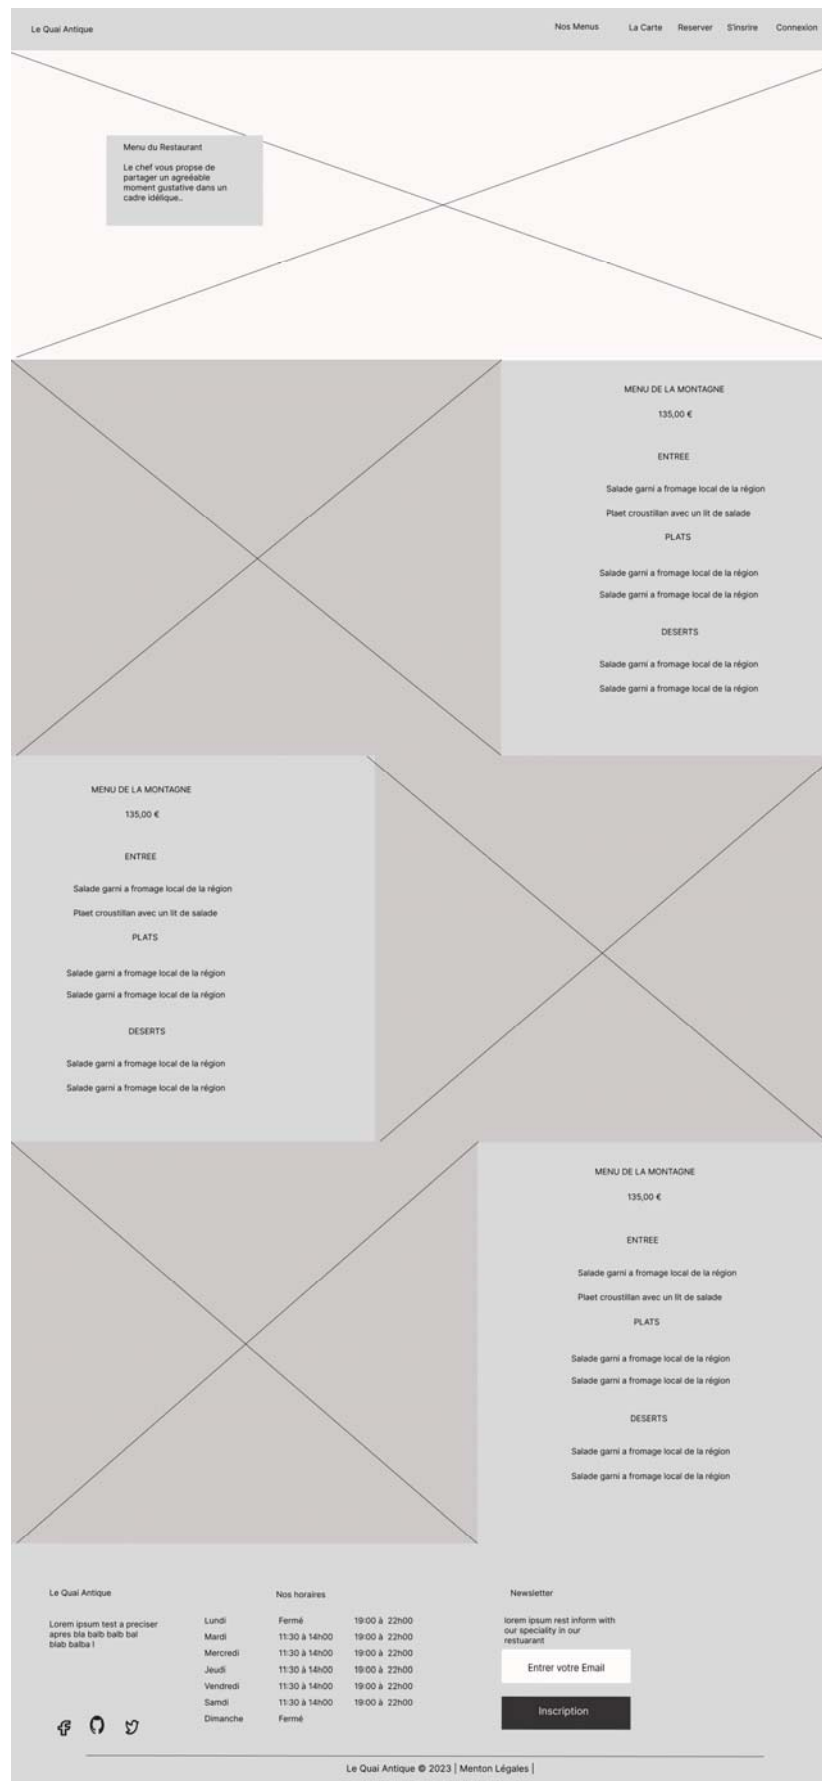 Le Quai Antique
Nos Menus La Carte Reserver S'insrire Connexion
Menu du Restaurant
Le chef vous propse de
partager un agreéable
moment gustative dans un
cadre idélique..
MENU DE LA MONTAGNE
135,00 €
ENTREE
Salade garni a fromage local de la région
Plaet croustillan avec un lit de salade
PLATS
Salade garni a fromage local de la région
Salade garni a fromage local de la région
DESERTS
Salade garni a fromage local de la région
Salade garni a fromage local de la région
MENU DE LA MONTAGNE
135,00 €
ENTREE
Salade garni a fromage local de la région
Plaet croustillan avec un lit de salade
PLATS
Salade garni a fromage local de la région
Salade garni a fromage local de la région
DESERTS
Salade garni a fromage local de la région
Salade garni a fromage local de la région
MENU DE LA MONTAGNE
135,00 €
ENTREE
Salade garni a fromage local de la région
Plaet croustillan avec un lit de salade
PLATS
Salade garni a fromage local de la région
Salade garni a fromage local de la région
DESERTS
Salade garni a fromage local de la région
Salade garni a fromage local de la région
Le Quai Antique
Lorem ipsum test a preciser
apres bla balb balb bal
blab balba l
Nos horaires
Lundi Fermé 19:00 à 22h00
Mardi 11:30 à 14h00 19:00 à 22h00
Mercredi 11:30 à 14h00 19:00 à 22h00
Jeudi 11:30 à 14h00 19:00 à 22h00
Vendredi 11:30 à 14h00 19:00 à 22h00
Samdi 11:30 à 14h00 19:00 à 22h00
Dimanche Fermé
Newsletter
lorem ipsum rest inform with
our speciality in our
restuarant
Entrer votre Email
Inscription
Le Quai Antique © 2023 | Menton Légales |